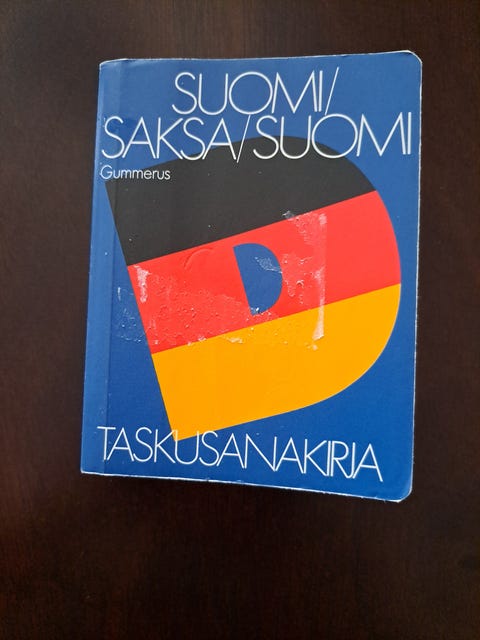 SUOMI/
SAKSA/SUOMI
Gummerus
D
TASKUSANAKIRJA